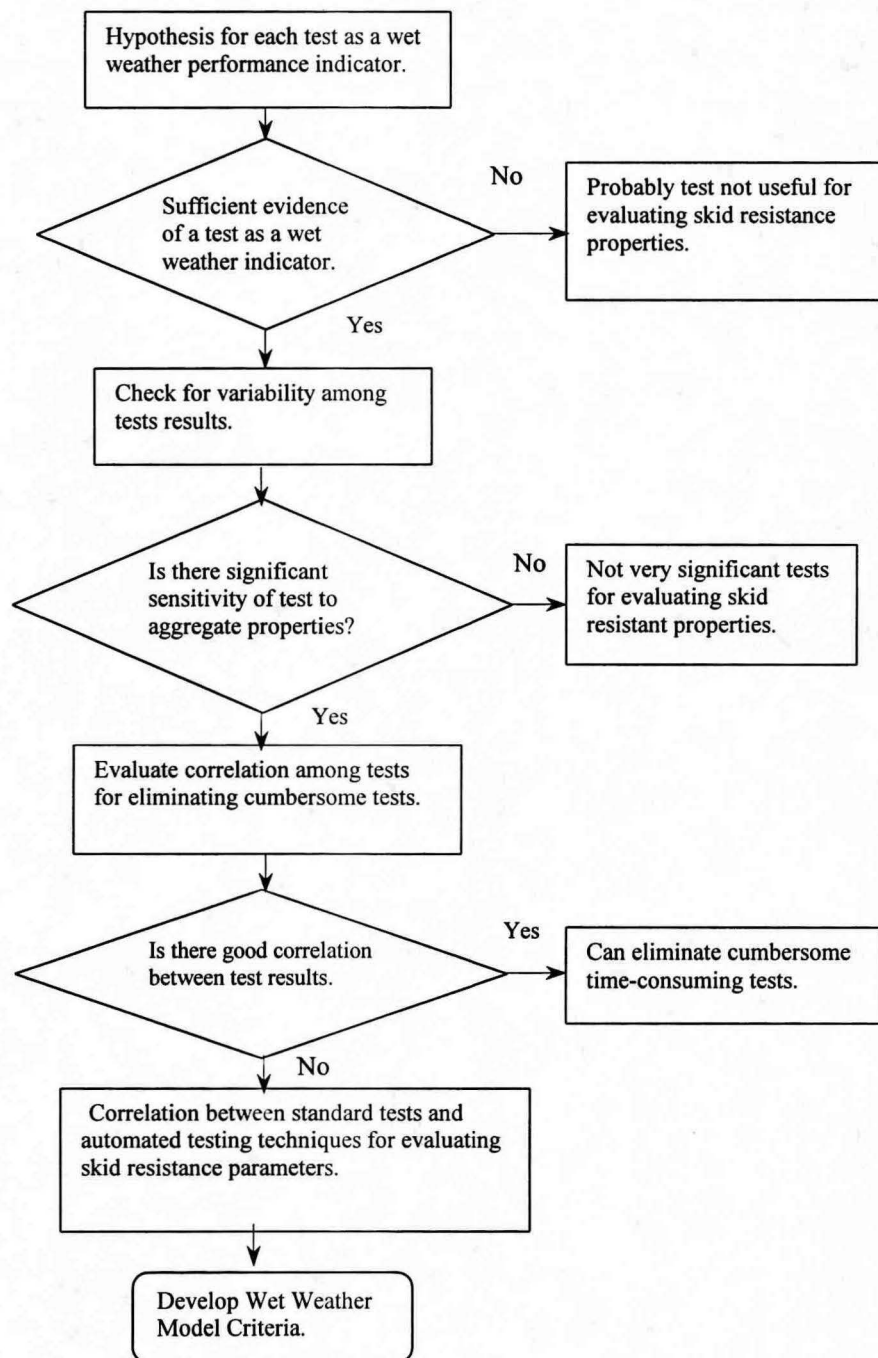 Hypothesis for each test as a wet
weather performance indicator.
Sufficient evidence
of a test as a wet
weather indicator.
No
Probably test not useful for
evaluating skid resistance
properties.
Yes
Check for variability among
tests results.
Is there significant
sensitivity of test to
aggregate properties?
No
Not very significant tests
for evaluating skid
resistant properties.
Yes
Evaluate correlation among tests
for eliminating cumbersome tests.
Is there good correlation
between test results.
Yes
Can eliminate cumbersome
time-consuming tests.
No
Correlation between standard tests and
automated testing techniques for evaluating
skid resistance parameters.
Develop Wet Weather
Model Criteria.